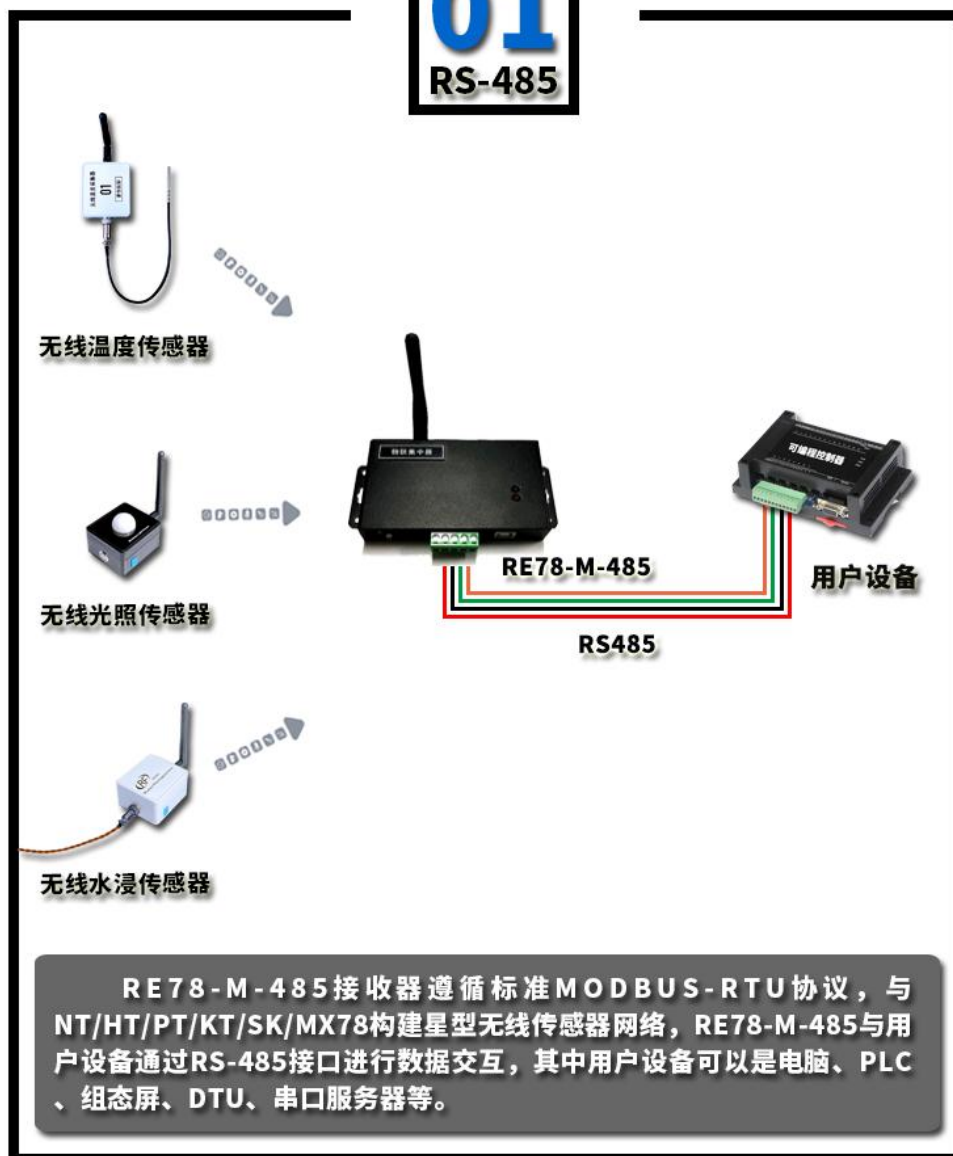 01
RS-485
01
无线温度传感器
无线光照传感器
可编程控制器
RE78-M-485
用户设备
RS485
无线水浸传感器
RE78-M-485接收器遵循标准MODBUS-RTU协议，与
NT/HT/PT/KT/SK/MX78构建星型无线传感器网络，RE78-M-485与用
户设备通过RS-485接口进行数据交互，其中用户设备可以是电脑、PLC
、组态屏、DTU、串口服务器等。